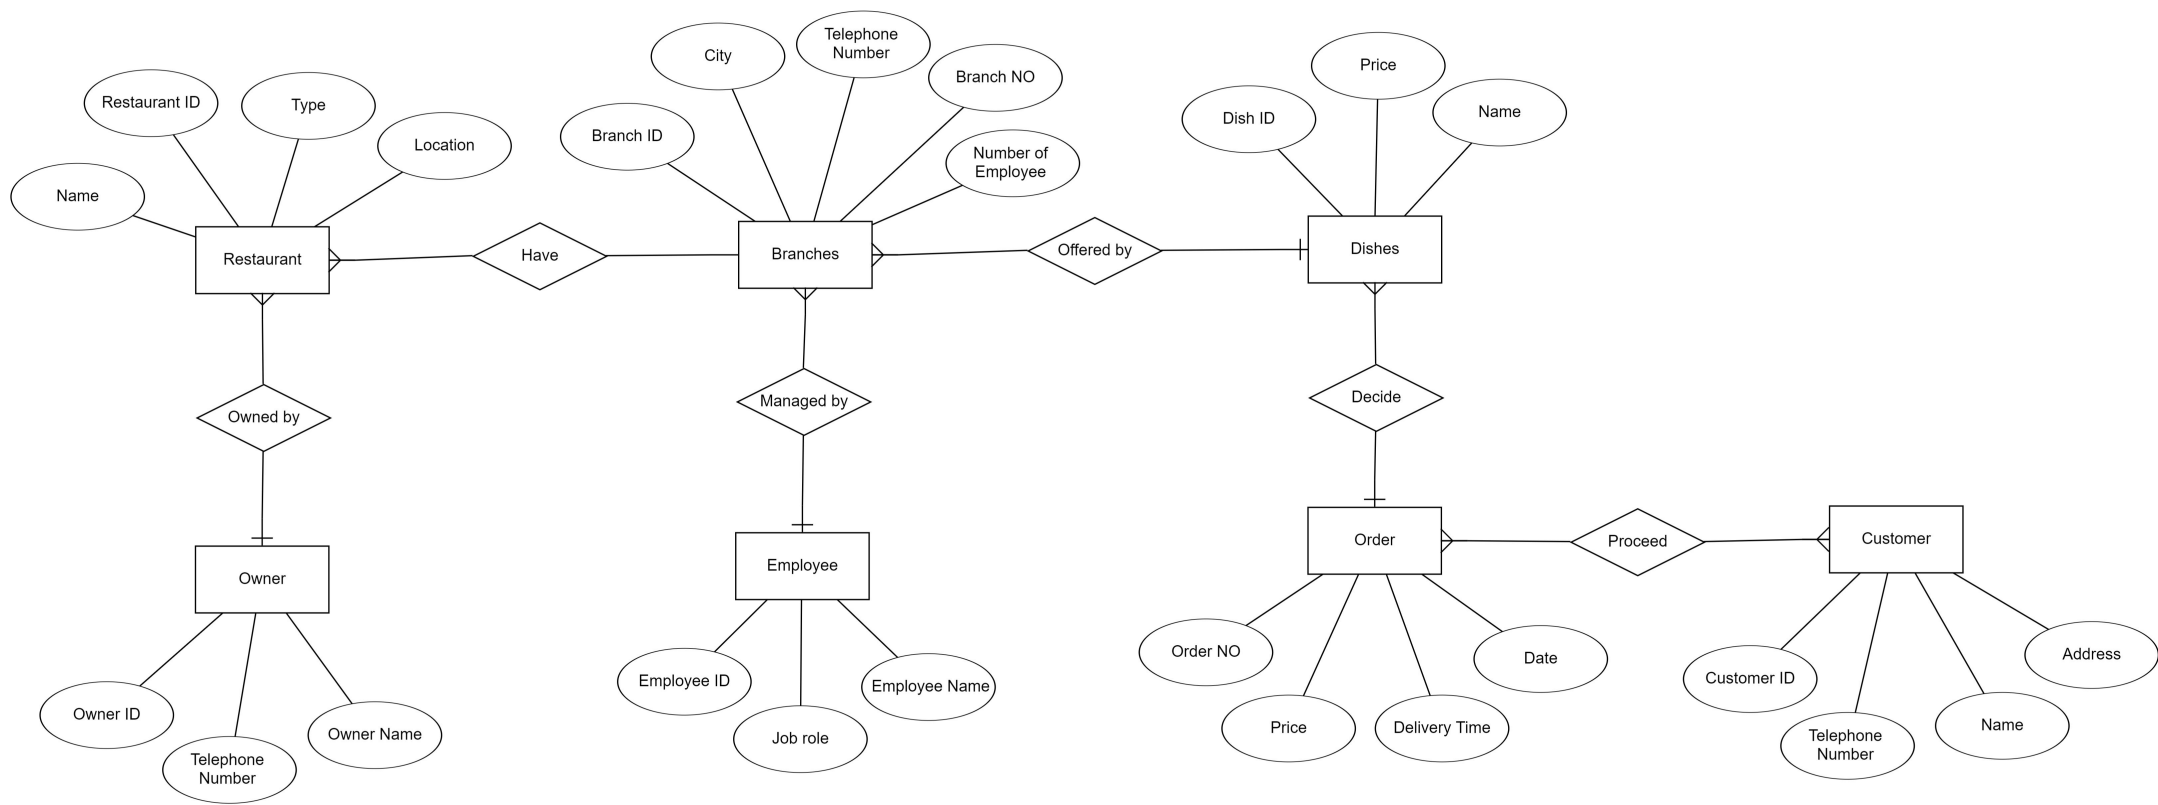 Telephone
Number
City
Price
Branch NO
Restaurant ID
Type
Name
Dish ID
Branch ID
Location
Number of
Employee
Name
Restaurant
Have
Branches
Offered by
Dishes
Owned by
Managed by
Decide
Owner
Employee
Order
Proceed
Customer
Order NO
Date
Address
Employee ID
Employee Name
Customer ID
Owner ID
Owner Name
Job role
Price
Delivery Time
Name
Telephone
Number
Telephone
Number